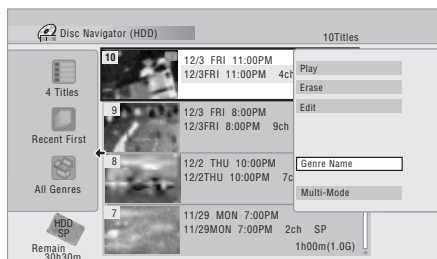 Disc Navigator (HDD)
10Titles
4 Titles
Recent First
All Genres
HDD
SP
Remain
30h30m
10
12/3 FRI 11:00PM
12/3FRI 11:00PM 4ch
9
12/3 FRI 8:00PM
12/3FRI 8:00PM 9ch
8
12/2 THU 10:00PM
12/2THU 10:00PM 7c
7
11/29 MON 7:00PM
11/29MON 7:00PM 2ch SP
1h00m(1.0G)
Play
Erase
Edit
Genre Name
Multi-Mode